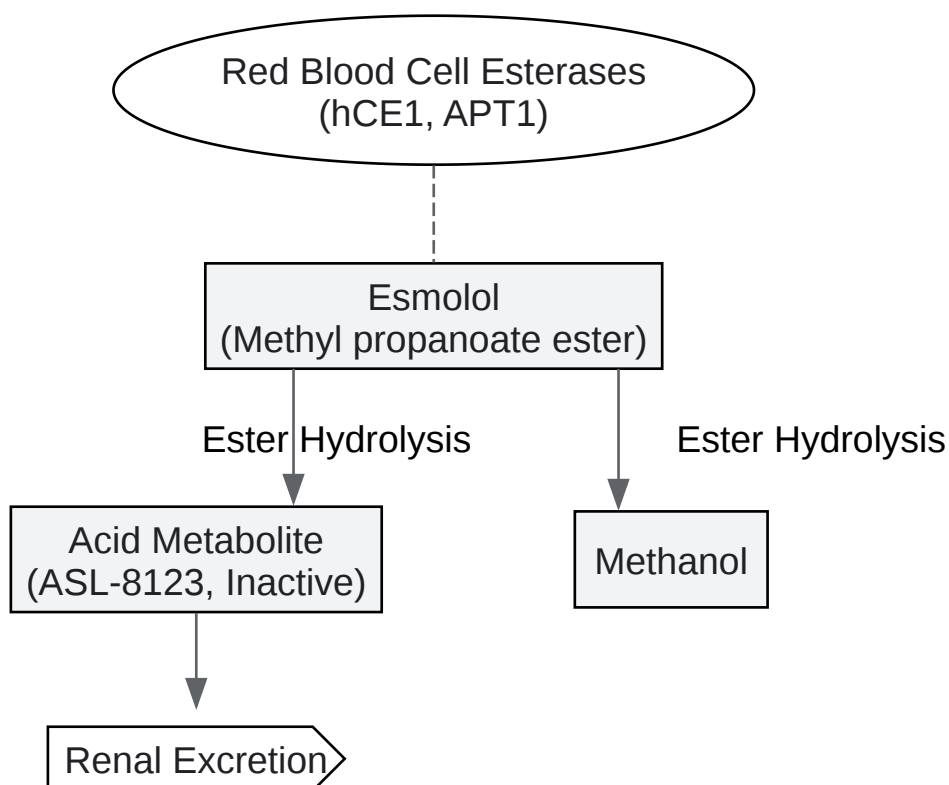 Red Blood Cell Esterases
(hCE1, APT1)
Esmolol
(Methyl propanoate ester)
Ester Hydrolysis
Ester Hydrolysis
Acid Metabolite
(ASL-8123, Inactive)
Methanol
Renal Excretion